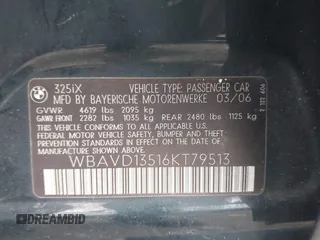 325iX VEHICLE TYPE: PASSENGER CAR
MFD BY BAYERISCHE MOTORENWERKE 03/06
GVWR 4619 lbs 2095 kg
GAWR FRONT 2282 lbs 1035 kg REAR 2480 lbs 1125 kg
THIS VEHICLE CONFORMS TO ALL APPLICABLE
FEDERAL MOTOR VEHICLE SAFETY, BUMPER,
AND THEFT PREVENTION STANDARDS IN EFFECT
ON THE DATE OF MANUFACTURE SHOWN ABOVE.
WBAVD13516KT79513
DREAMBID